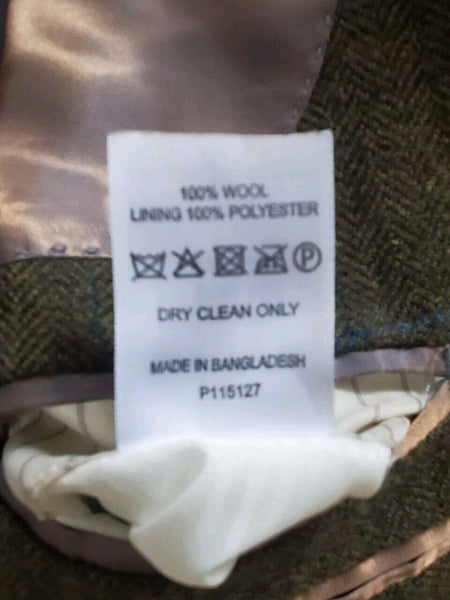 100% WOOL
LINING 100% POLYESTER
P
DRY CLEAN ONLY
MADE IN BANGLADESH
P115127